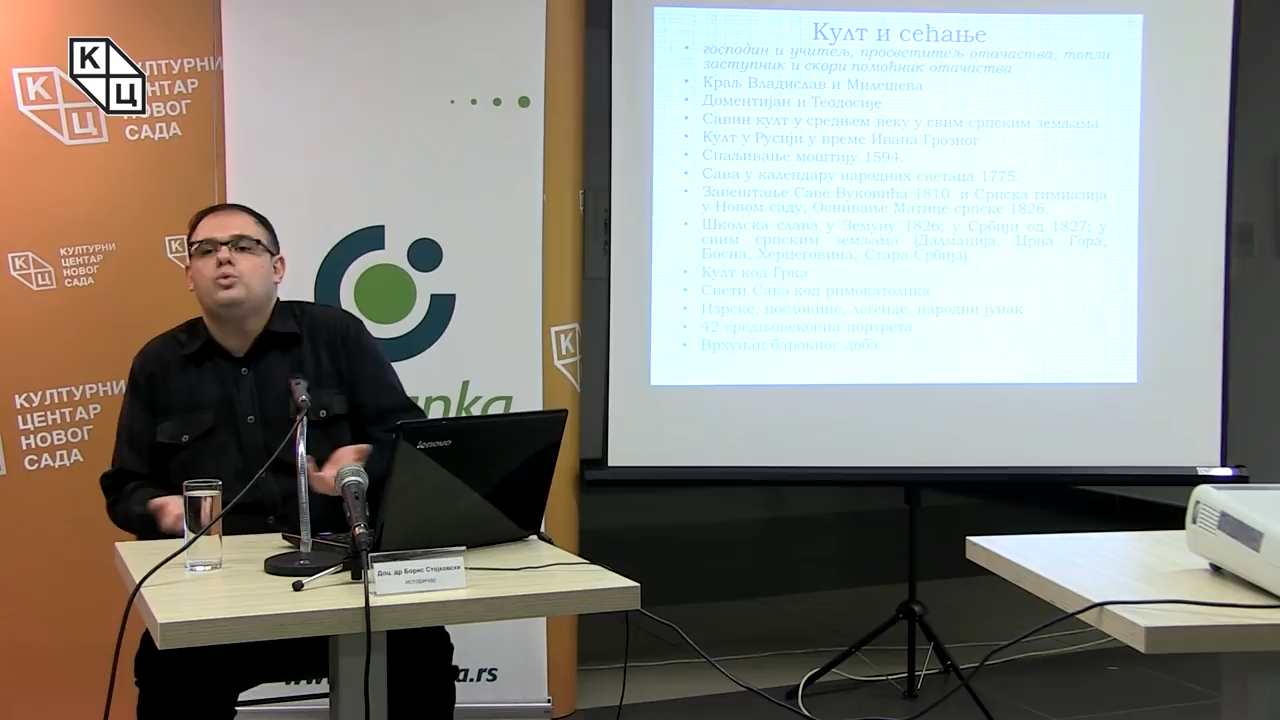 К
Ц
КУЛТУРНИ
ЦЕНТАР
НОВОГ
САДА
К
Ц
КУЛТУРНИ
ЦЕНТАР
НОВОГ
САДА
КУЛТУРНИ
ЦЕНТАР
НОВОГ
САДА
К
lenovo
Доц. др Борис Стојковски
историчар
Култ и сећање
• господин и учитељ, просветитељ отачаства, топли
заступник и скори помоћник отачаства
• Краљ Владислав и Милешева
• Доментијан и Теодосије
• Савин култ у средњем веку у свим српским земљама
• Култ у Русији у време Ивана Грозног
• Спаљивање моштију 1594.
• Сава у календару народних светаца 1775.
• Завештање Саве Вуковића 1810. и Српска гимназија
у Новом саду; Оснивање Матице српске 1826.
• Школска слава у Земуну 1826; у Србији од 1827; у
свим српским земљама (Далмација, Црна Гора,
Босна, Херцеговина, Стара Србија)
• Култ код Грка
• Свети Сава код римокатолика
• Изреке, пословице, легенде, народни јунак
• 42 средњовековна портрета
• Врхунац барокног доба